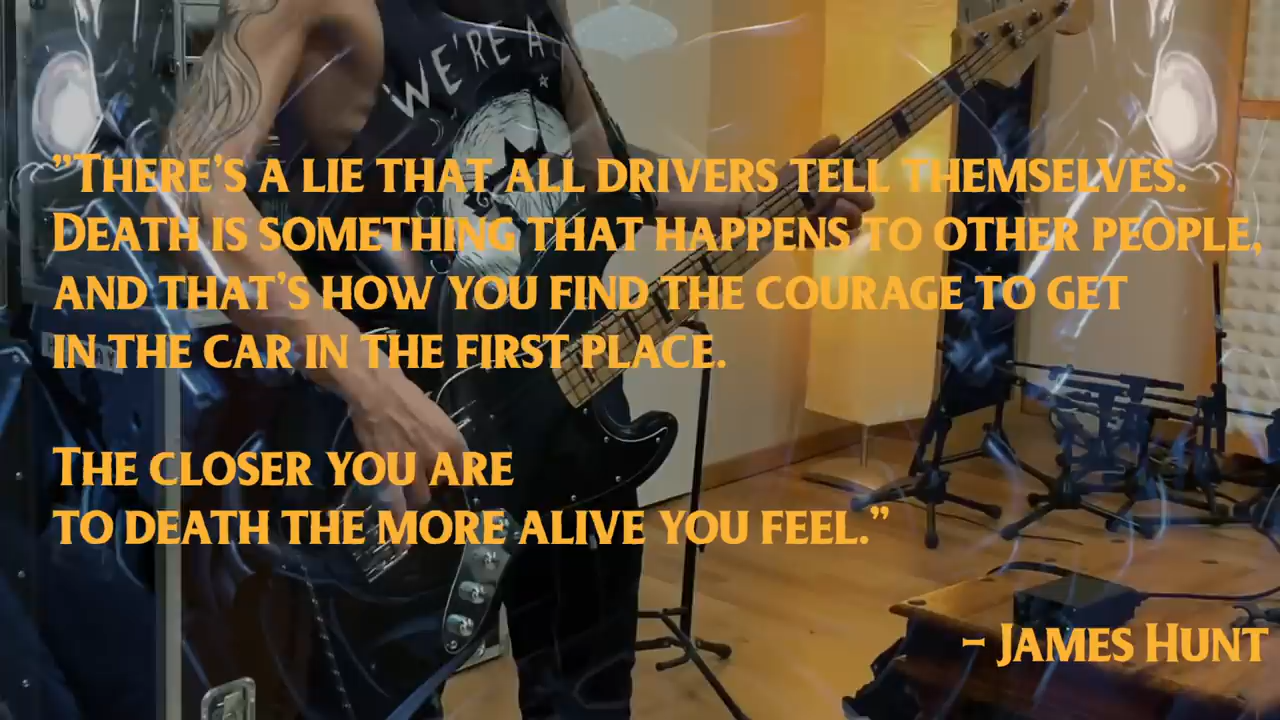 WE'RE A
"There's a lie that all drivers tell themselves.
Death is something that happens to other people,
and that's how you find the courage to get
in the car in the first place.
The closer you are
to death the more alive you feel."
– James Hunt